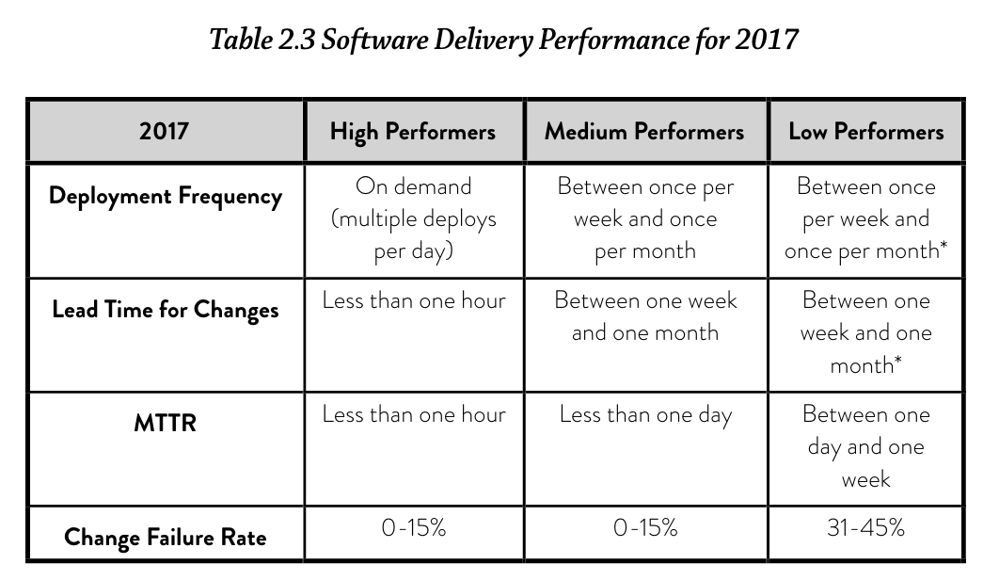 Table 2.3 Software Delivery Performance for 2017
2017
High Performers
Medium Performers
Low Performers
Deployment Frequency
On demand
(multiple deploys
per day)
Between once per
week and once
per month
Between once
per week and
once per month*
Lead Time for Changes
Less than one hour
Between one week
and one month
Between one
week and one
month*
MTTR
Less than one hour
Less than one day
Between one
day and one
week
Change Failure Rate
0-15%
0-15%
31-45%